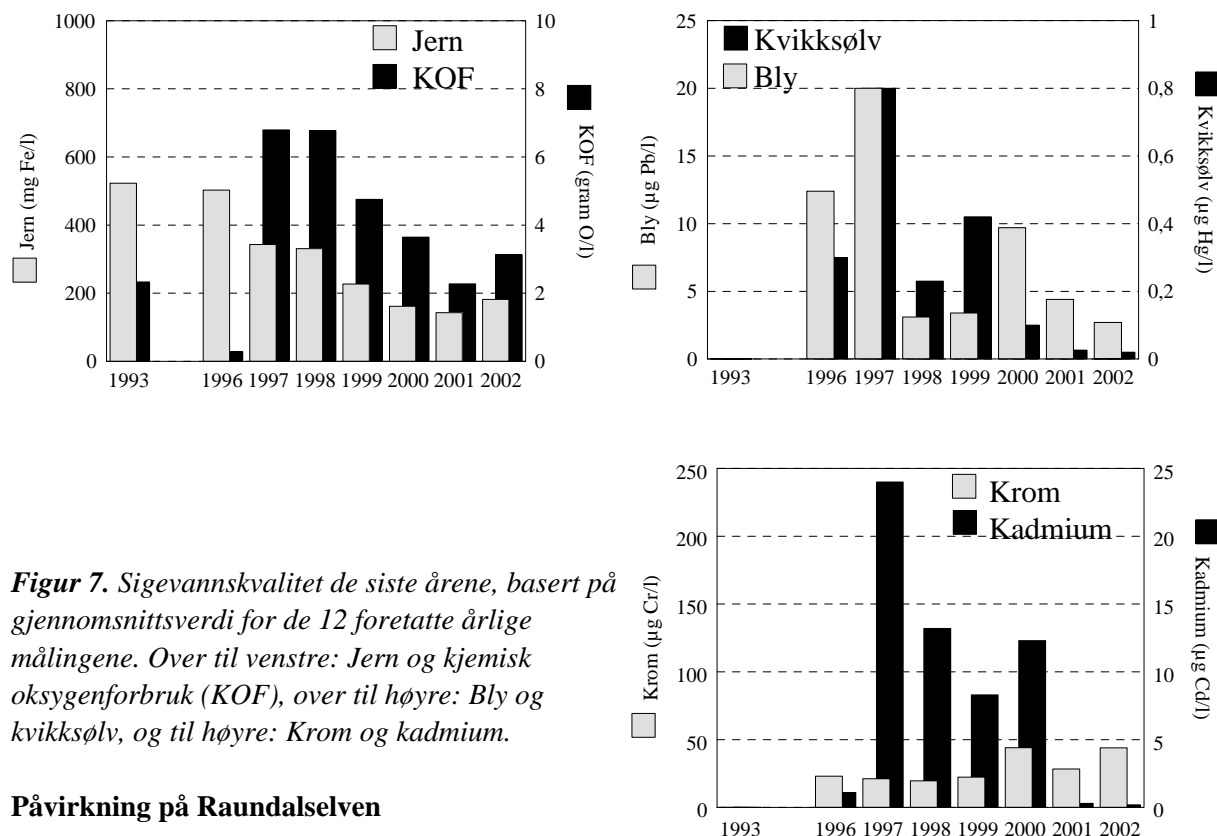 1000
800
600
400
200
0
Jern (mg Fe/l)
Jern
KOF
10
8
6
4
2
0
KOF (gram O/l)
1993 1996 1997 1998 1999 2000 2001 2002
25
20
15
10
5
0
Bly (µg Pb/l)
Kvikksølv
Bly
1
0,8
0,6
0,4
0,2
0
Kvikksølv (µg Hg/l)
1993 1996 1997 1998 1999 2000 2001 2002
250
200
150
100
50
0
Krom (µg Cr/l)
Krom
Kadmium
25
20
15
10
5
0
Kadmium (µg Cd/l)
1993 1996 1997 1998 1999 2000 2001 2002
Figur 7. Sigevannskvalitet de siste årene, basert på
gjennomsnittsverdi for de 12 foretatte årlige
målingene. Over til venstre: Jern og kjemisk
oksygenforbruk (KOF), over til høyre: Bly og
kvikksølv, og til høyre: Krom og kadmium.
Påvirkning på Raundalselven